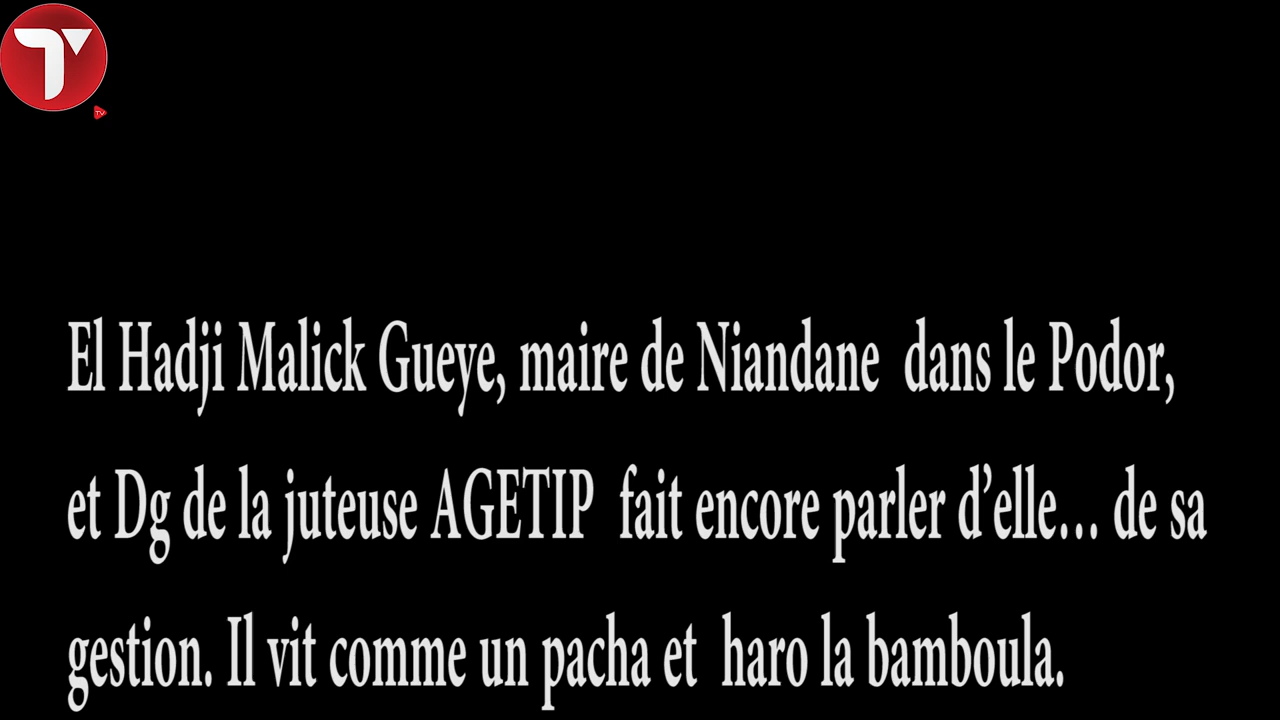 TV
El Hadji Malick Gueye, maire de Niandane dans le Podor,
et Dg de la juteuse AGETIP fait encore parler d’elle… de sa
gestion. Il vit comme un pacha et haro la bamboula.